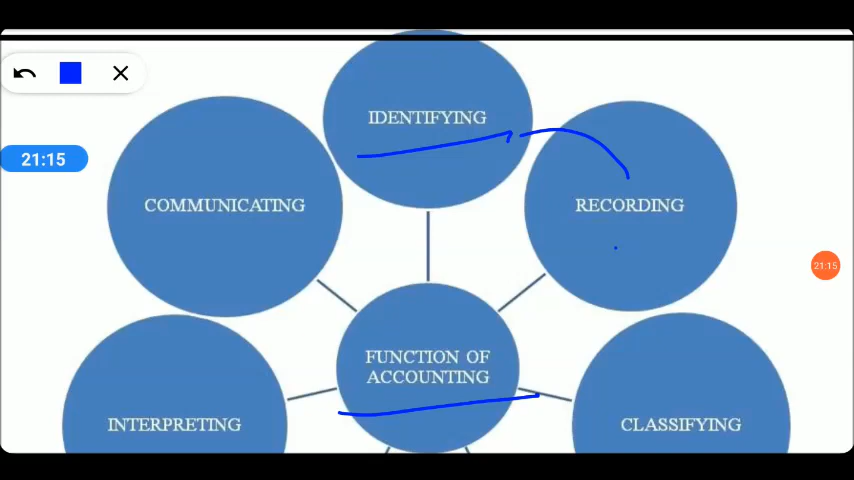 IDENTIFYING
COMMUNICATING
RECORDING
21:15
21:15
FUNCTION OF
ACCOUNTING
INTERPRETING
CLASSIFYING